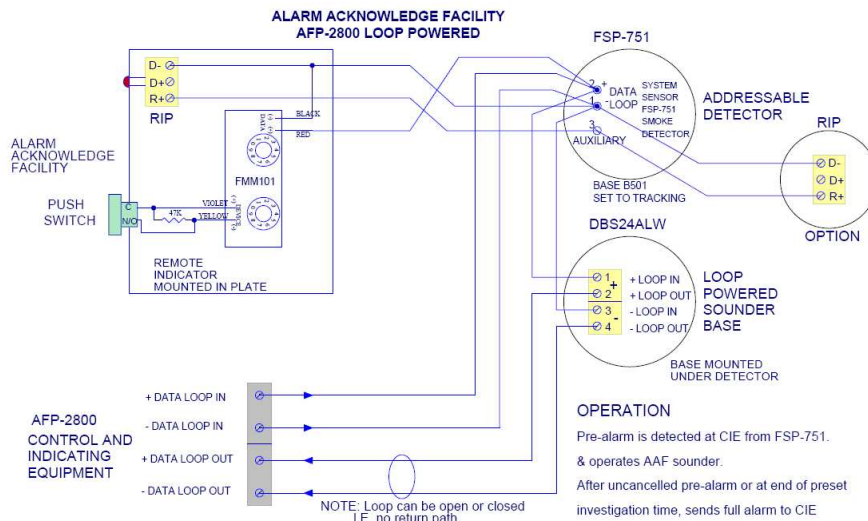 ALARM ACKNOWLEDGE FACILITY
AFP-2800 LOOP POWERED
FSP-751
D-
D+
R+
RIP
BLACK
RED
DATA
(-) (+)
FMM101
ALARM
ACKNOWLEDGE
FACILITY
PUSH
SWITCH
C
N/O
47K
VIOLET
YELLOW
DEVICE
(+)
(-)
REMOTE
INDICATOR
MOUNTED IN PLATE
2 +
DATA
1
- LOOP
3
AUXILIARY
SYSTEM
SENSOR
FSP-751
SMOKE
DETECTOR
BASE B501
SET TO TRACKING
ADDRESSABLE
DETECTOR
RIP
D-
D+
R+
OPTION
DBS24ALW
1 + LOOP IN
+
2 + LOOP OUT
3 - LOOP IN
-
4 - LOOP OUT
LOOP
POWERED
SOUNDER
BASE
BASE MOUNTED
UNDER DETECTOR
AFP-2800
CONTROL AND
INDICATING
EQUIPMENT
+ DATA LOOP IN
- DATA LOOP IN
+ DATA LOOP OUT
- DATA LOOP OUT
NOTE: Loop can be open or closed
I.E. no return path
OPERATION
Pre-alarm is detected at CIE from FSP-751.
& operates AAF sounder.
After uncancelled pre-alarm or at end of preset
investigation time, sends full alarm to CIE